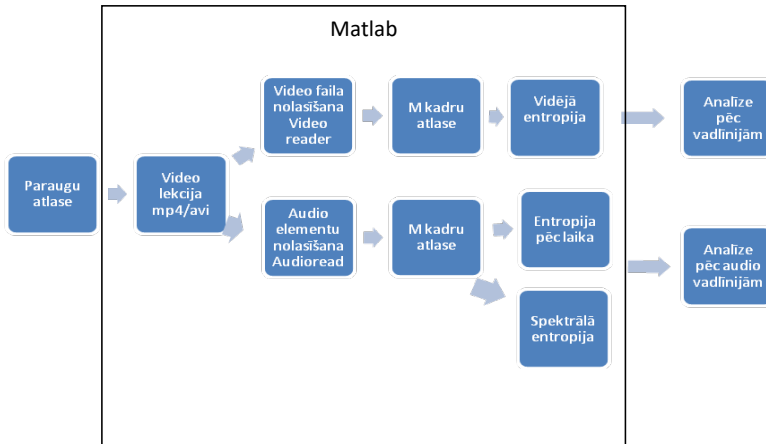 Matlab
Paraugu
atlase
Video
lekcija
mp4/avi
Video faila
nolasīšana
Video
reader
M kadru
atlase
Vidējā
entropija
Analīze
pēc
vadlīnijām
Audio
elementu
nolasīšana
Audioread
M kadru
atlase
Entropija
pēc laika
Spektrālā
entropija
Analīze
pēc audio
vadlīnijām